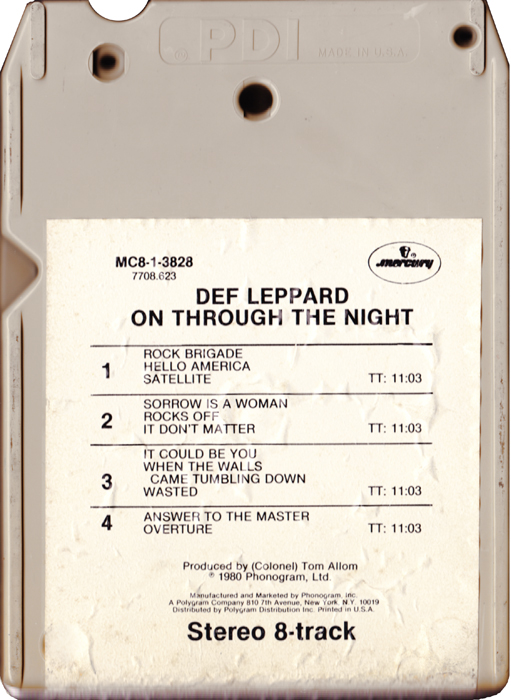 PDI
MADE IN U.S.A.
MC8-1-3828
7708.623
mercury
DEF LEPPARD
ON THROUGH THE NIGHT
1
ROCK BRIGADE
HELLO AMERICA
SATELLITE TT: 11:03
2
SORROW IS A WOMAN
ROCKS OFF
IT DON'T MATTER TT: 11:03
3
IT COULD BE YOU
WHEN THE WALLS
CAME TUMBLING DOWN
WASTED TT: 11:03
4
ANSWER TO THE MASTER
OVERTURE TT: 11:03
Produced by (Colonel) Tom Allom
℗ 1980 Phonogram, Ltd.
Manufactured and Marketed by Phonogram, Inc.
A Polygram Company 810 7th Avenue, New York, N.Y. 10019
Distributed by Polygram Distribution Inc. Printed in U.S.A.
Stereo 8-track